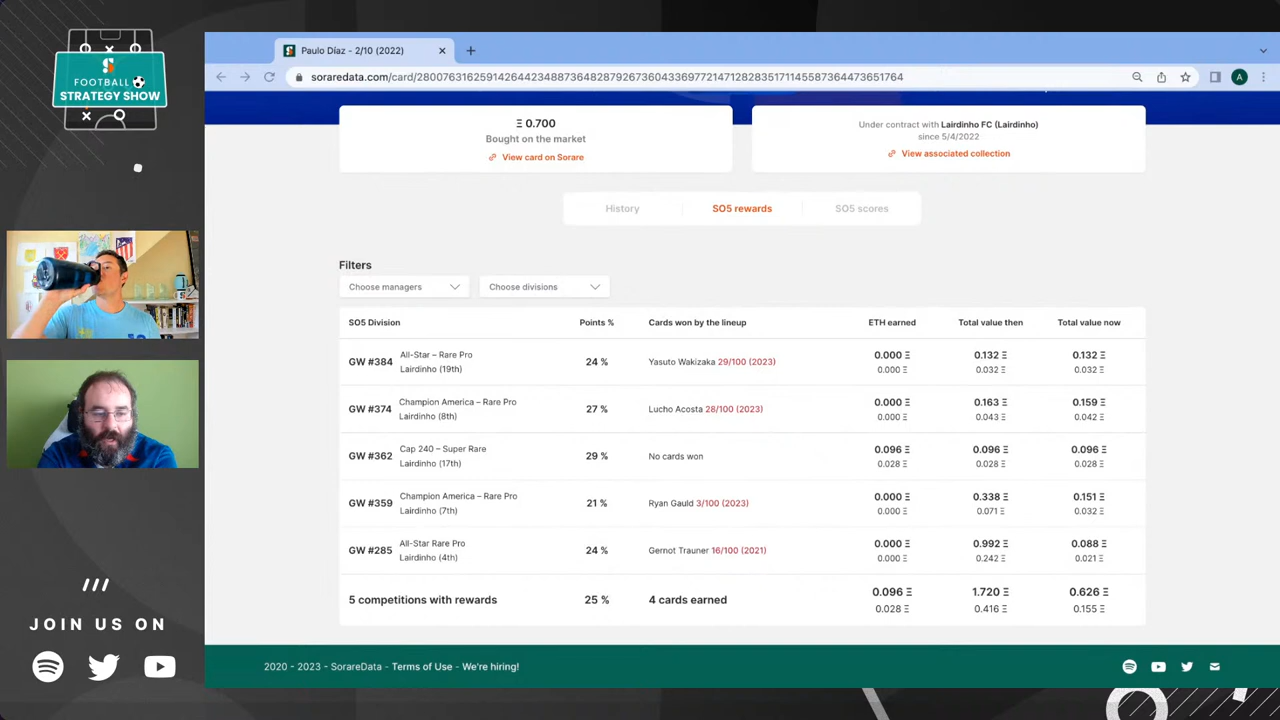 FOOTBALL
STRATEGY SHOW
JOIN US ON
Paulo Díaz - 2/10 (2022)
Ξ 0.700
Bought on the market
View card on Sorare
Under contract with Lairdinho FC (Lairdinho)
since 5/4/2022
View associated collection
History SO5 rewards SO5 scores
Filters
Choose managers Choose divisions
SO5 Division Points % Cards won by the lineup ETH earned Total value then Total value now
GW #384 All-Star – Rare Pro 24 % Yasuto Wakizaka 29/100 (2023) 0.000 Ξ 0.132 Ξ 0.132 Ξ
Lairdinho (19th) 0.000 Ξ 0.032 Ξ 0.032 Ξ
GW #374 Champion America – Rare Pro 27 % Lucho Acosta 28/100 (2023) 0.000 Ξ 0.163 Ξ 0.159 Ξ
Lairdinho (8th) 0.000 Ξ 0.043 Ξ 0.042 Ξ
GW #362 Cap 240 – Super Rare 29 % No cards won 0.096 Ξ 0.096 Ξ 0.096 Ξ
Lairdinho (17th) 0.028 Ξ 0.028 Ξ 0.028 Ξ
GW #359 Champion America – Rare Pro 21 % Ryan Gauld 3/100 (2023) 0.000 Ξ 0.338 Ξ 0.151 Ξ
Lairdinho (7th) 0.000 Ξ 0.071 Ξ 0.032 Ξ
GW #285 All-Star Rare Pro 24 % Gernot Trauner 16/100 (2021) 0.000 Ξ 0.992 Ξ 0.088 Ξ
Lairdinho (4th) 0.000 Ξ 0.242 Ξ 0.021 Ξ
5 competitions with rewards 25 % 4 cards earned 0.096 Ξ 1.720 Ξ 0.626 Ξ
0.028 Ξ 0.416 Ξ 0.155 Ξ
2020 - 2023 - SorareData - Terms of Use - We're hiring!
A